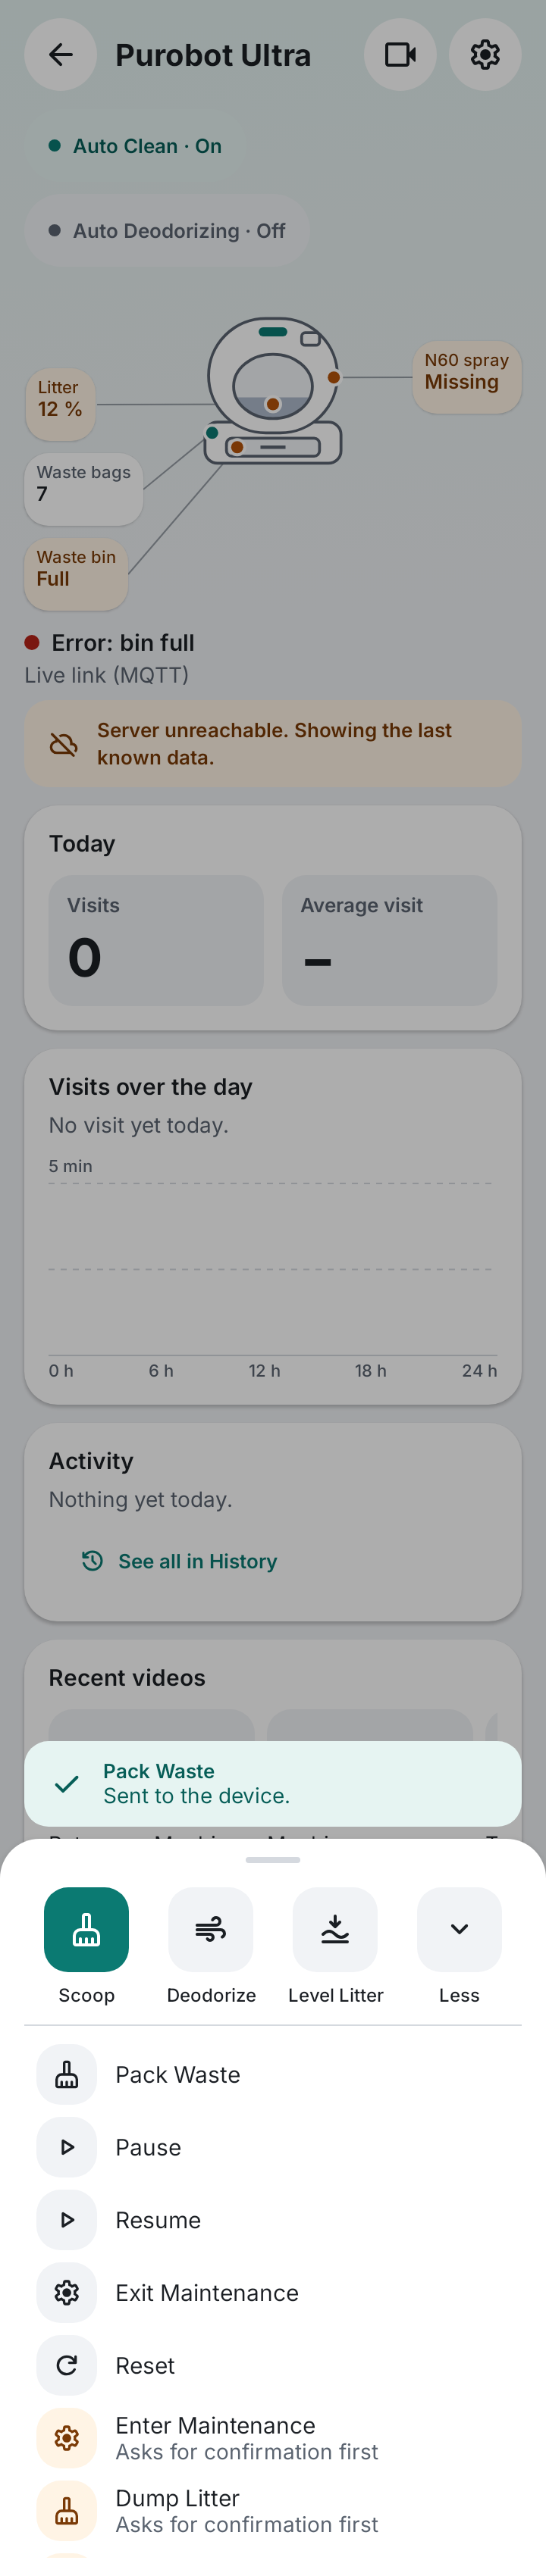 Purobot Ultra
Auto Clean · On
Auto Deodorizing · Off
N60 spray
Missing
Litter
12 %
Waste bags
7
Waste bin
Full
Error: bin full
Live link (MQTT)
Server unreachable. Showing the last
known data.
Today
Visits
0
Average visit
–
Visits over the day
No visit yet today.
5 min
0 h 6 h 12 h 18 h 24 h
Activity
Nothing yet today.
See all in History
Recent videos
Pack Waste
Sent to the device.
Scoop Deodorize Level Litter Less
Pack Waste
Pause
Resume
Exit Maintenance
Reset
Enter Maintenance
Asks for confirmation first
Dump Litter
Asks for confirmation first